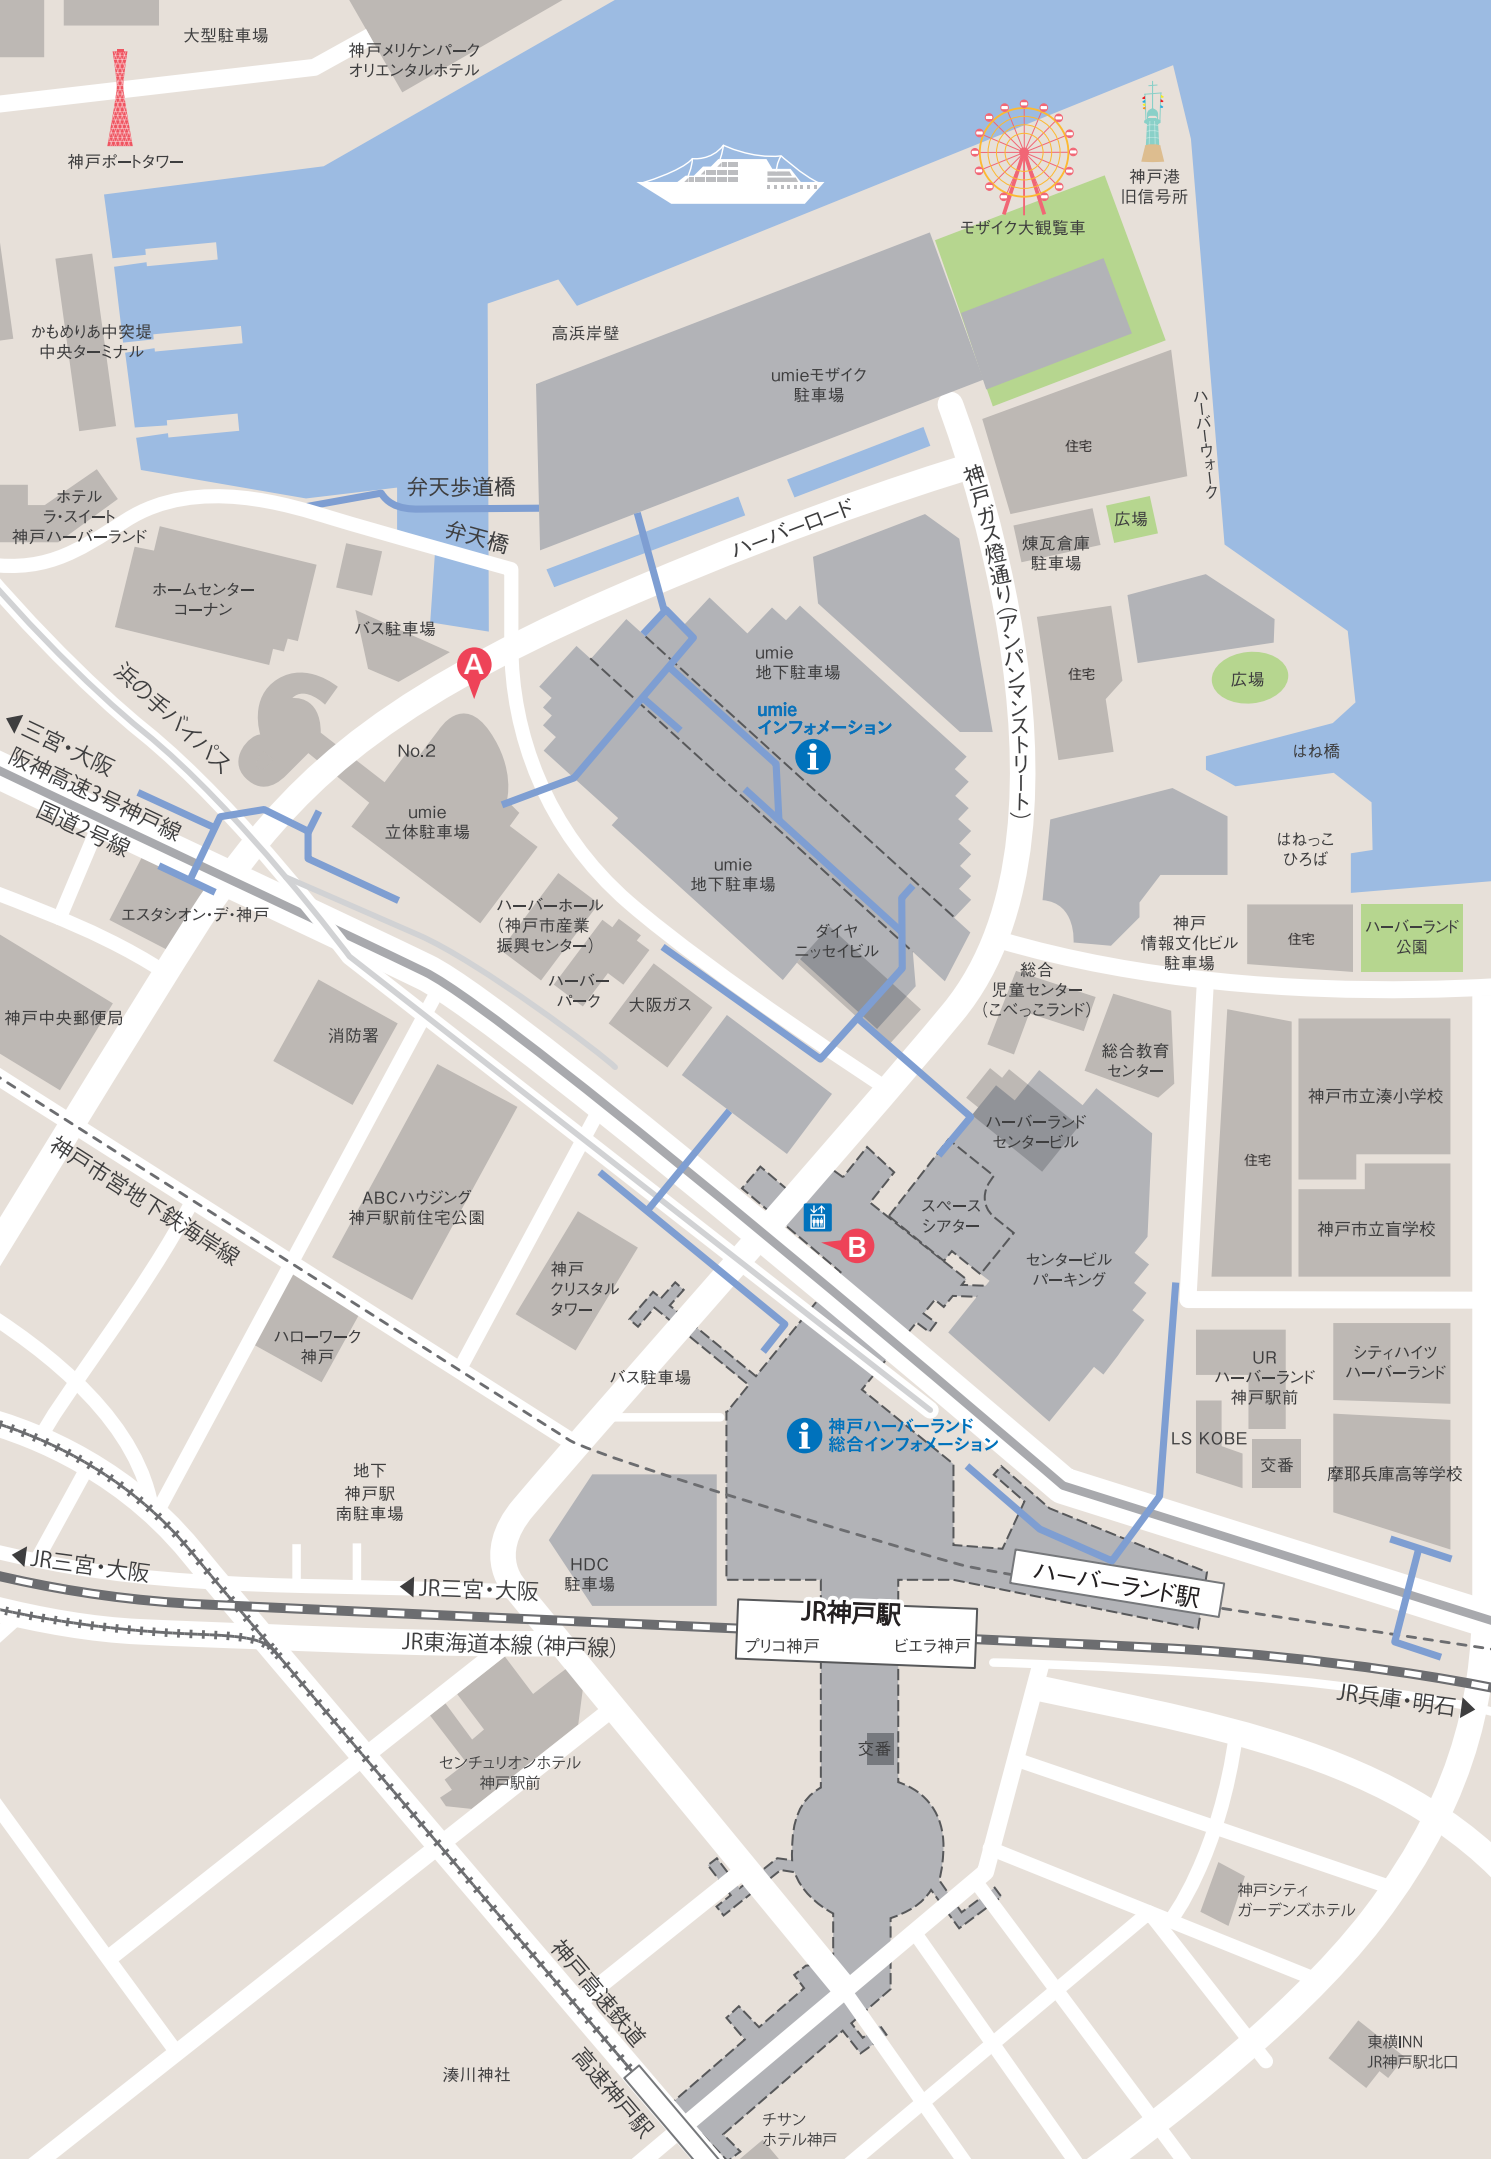 大型駐車場
神戸メリケンパーク
オリエンタルホテル
神戸ポートタワー
モザイク大観覧車
神戸港
旧信号所
かもめりあ中突堤
中央ターミナル
高浜岸壁
umieモザイク
駐車場
住宅
ハーバーウォーク
ホテル
ラ・スイート
神戸ハーバーランド
弁天歩道橋
弁天橋
ハーバーロード
神戸ガス燈通り(アンパンマンストリート)
煉瓦倉庫
駐車場
広場
ホームセンター
コーナン
バス駐車場
A
umie
地下駐車場
住宅
広場
umie
インフォメーション
i
はね橋
浜の手バイパス
三宮・大阪
阪神高速3号神戸線
国道2号線
No.2
umie
立体駐車場
umie
地下駐車場
はねっこ
ひろば
エスタシオン・デ・神戸
ハーバーホール
(神戸市産業
振興センター)
ダイヤ
ニッセイビル
神戸
情報文化ビル
駐車場
住宅
ハーバーランド
公園
ハーバー
パーク
大阪ガス
総合
児童センター
(こべっこランド)
神戸中央郵便局
消防署
総合教育
センター
神戸市立湊小学校
ハーバーランド
センタービル
住宅
神戸市営地下鉄海岸線
ABCハウジング
神戸駅前住宅公園
スペース
シアター
B
神戸市立盲学校
センタービル
パーキング
神戸
クリスタル
タワー
ハローワーク
神戸
バス駐車場
UR
ハーバーランド
神戸駅前
シティハイツ
ハーバーランド
i
神戸ハーバーランド
総合インフォメーション
LS KOBE
交番
摩耶兵庫高等学校
地下
神戸駅
南駐車場
JR三宮・大阪
JR三宮・大阪
HDC
駐車場
ハーバーランド駅
JR神戸駅
プリコ神戸
ビエラ神戸
JR東海道本線(神戸線)
JR兵庫・明石
交番
センチュリオンホテル
神戸駅前
神戸シティ
ガーデンズホテル
神戸高速鉄道
高速神戸駅
湊川神社
東横INN
JR神戸駅北口
チサン
ホテル神戸